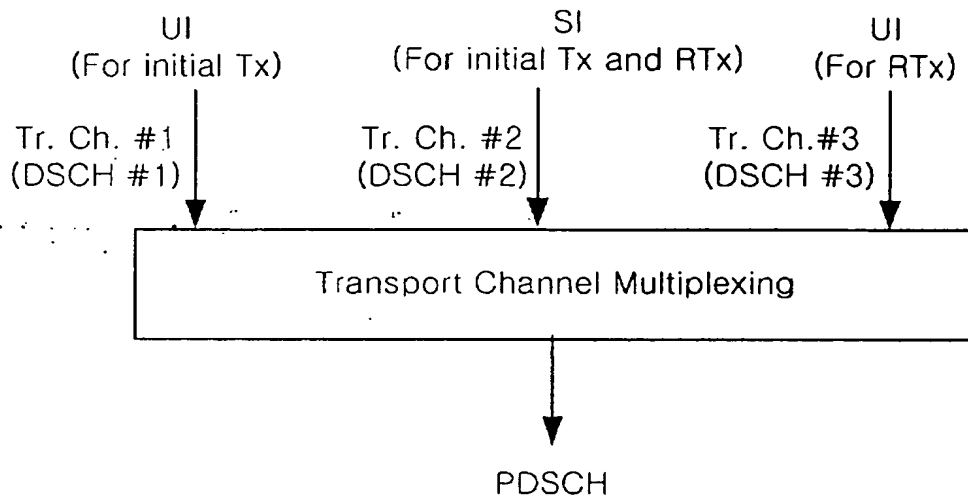 UI
(For initial Tx)
SI
(For initial Tx and RTx)
UI
(For RTx)
Tr. Ch. #1
(DSCH #1)
Tr. Ch. #2
(DSCH #2)
Tr. Ch.#3
(DSCH #3)
Transport Channel Multiplexing
PDSCH